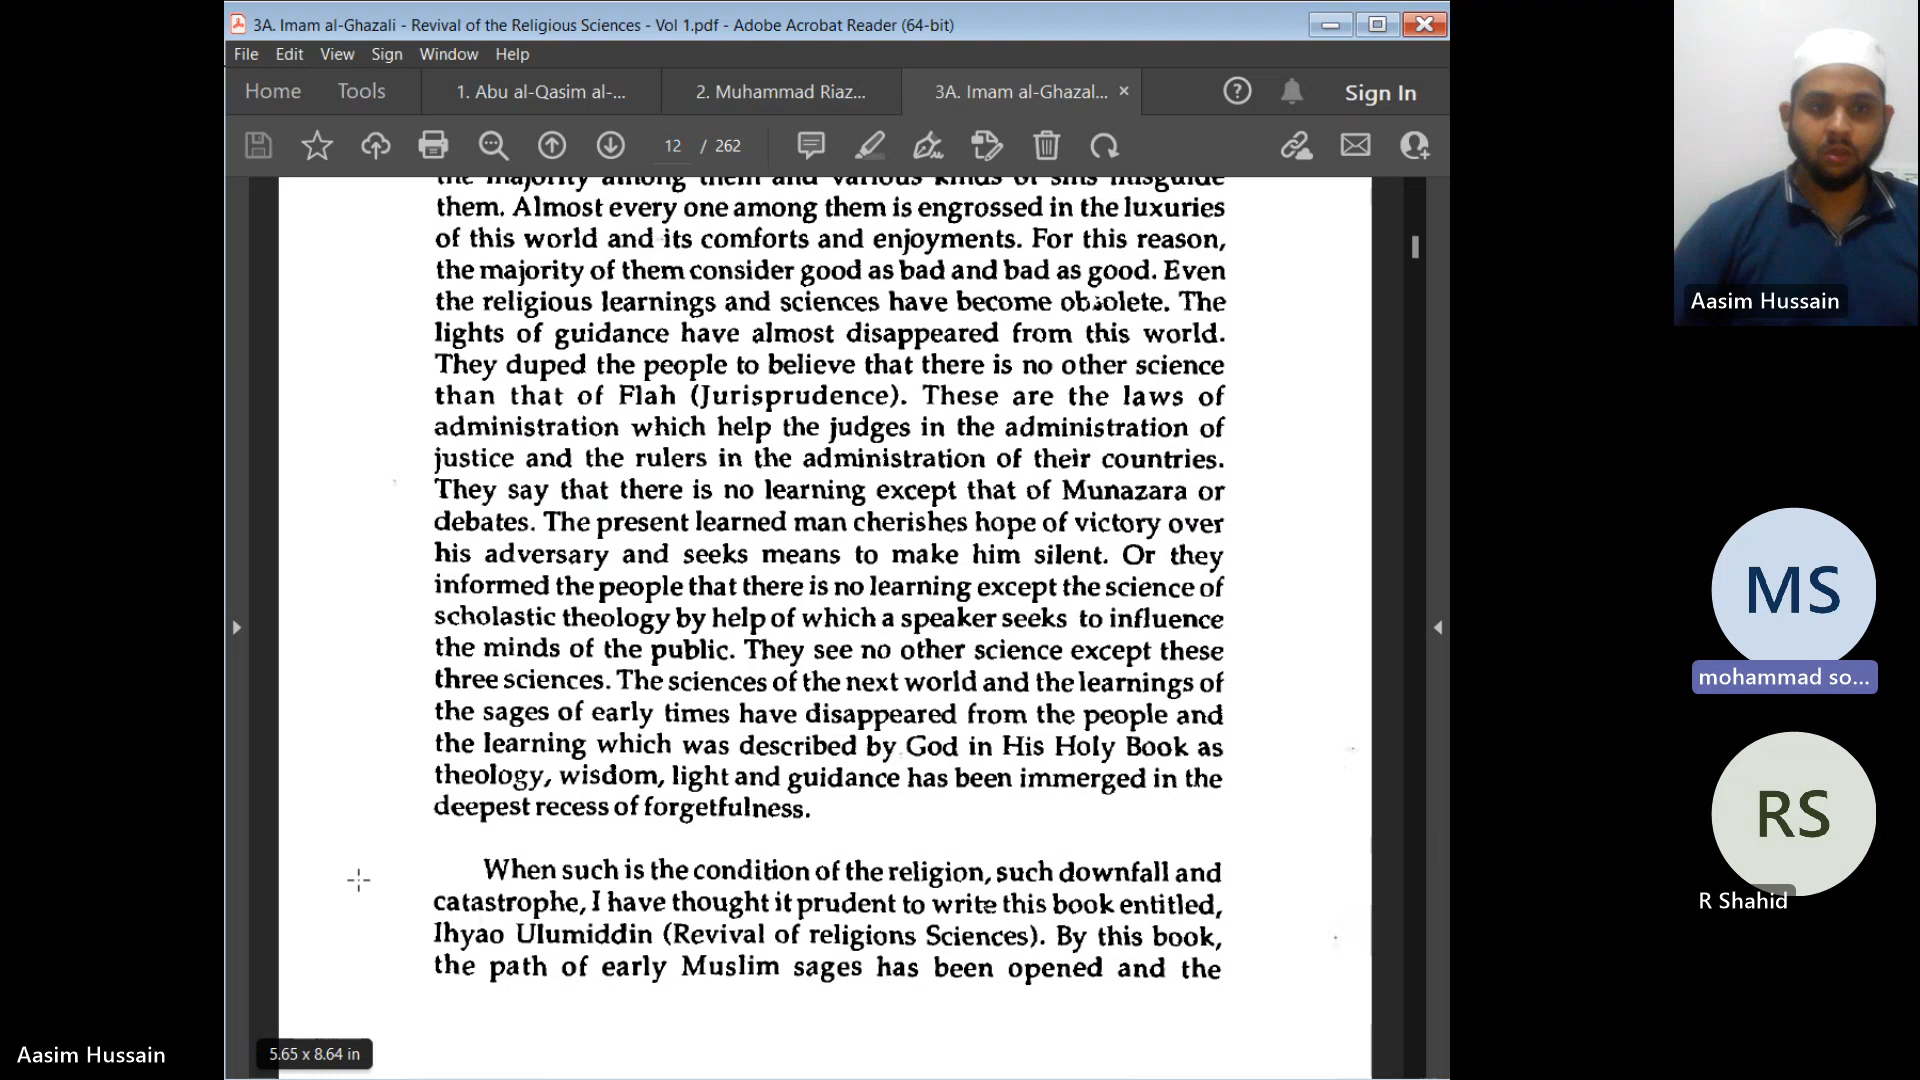 3A. Imam al-Ghazali - Revival of the Religious Sciences - Vol 1.pdf - Adobe Acrobat Reader (64-bit)
File Edit View Sign Window Help
Home Tools 1. Abu al-Qasim al-... 2. Muhammad Riaz... 3A. Imam al-Ghazal... × Sign In
12 / 262
the majority among them and various kinds of sins misguide
them. Almost every one among them is engrossed in the luxuries
of this world and its comforts and enjoyments. For this reason,
the majority of them consider good as bad and bad as good. Even
the religious learnings and sciences have become obsolete. The
lights of guidance have almost disappeared from this world.
They duped the people to believe that there is no other science
than that of Flah (Jurisprudence). These are the laws of
administration which help the judges in the administration of
justice and the rulers in the administration of their countries.
They say that there is no learning except that of Munazara or
debates. The present learned man cherishes hope of victory over
his adversary and seeks means to make him silent. Or they
informed the people that there is no learning except the science of
scholastic theology by help of which a speaker seeks to influence
the minds of the public. They see no other science except these
three sciences. The sciences of the next world and the learnings of
the sages of early times have disappeared from the people and
the learning which was described by God in His Holy Book as
theology, wisdom, light and guidance has been immerged in the
deepest recess of forgetfulness.
When such is the condition of the religion, such downfall and
catastrophe, I have thought it prudent to write this book entitled,
Ihyao Ulumiddin (Revival of religions Sciences). By this book,
the path of early Muslim sages has been opened and the
5.65 x 8.64 in
Aasim Hussain
Aasim Hussain
MS
mohammad so...
RS
R Shahid